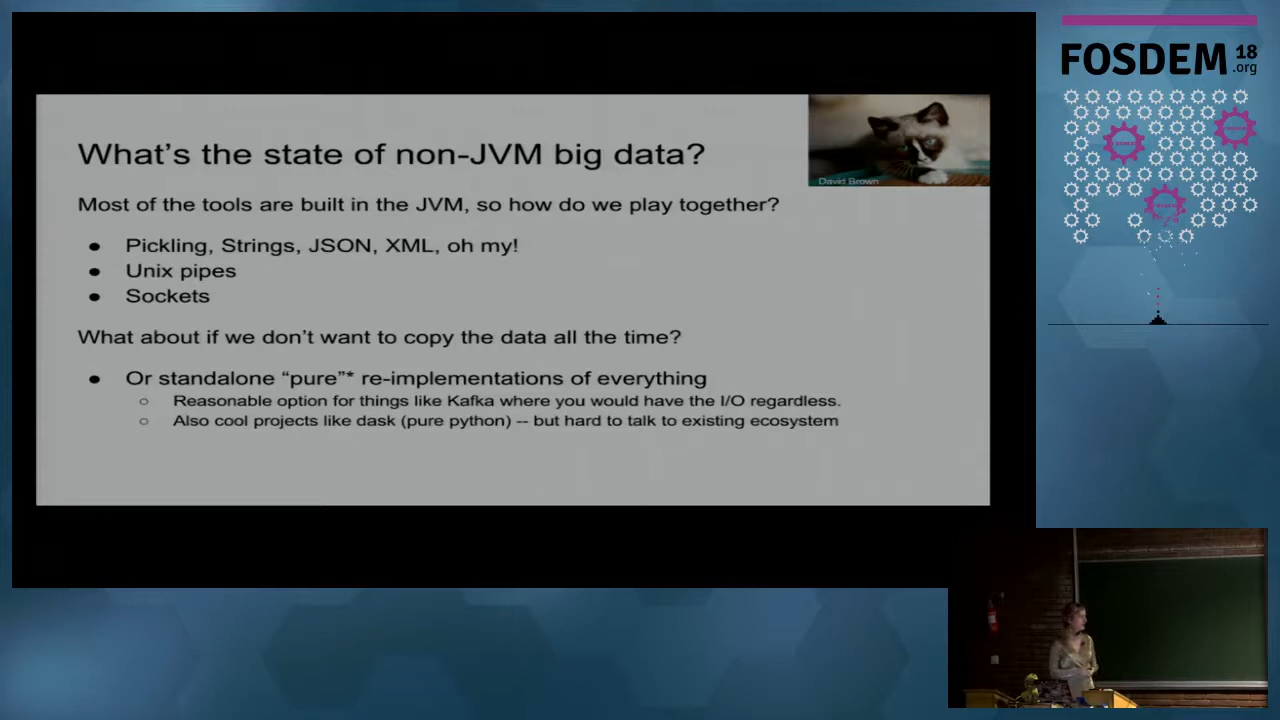 What's the state of non-JVM big data?
David Brown
Most of the tools are built in the JVM, so how do we play together?
● Pickling, Strings, JSON, XML, oh my!
● Unix pipes
● Sockets
What about if we don't want to copy the data all the time?
● Or standalone “pure”* re-implementations of everything
○ Reasonable option for things like Kafka where you would have the I/O regardless.
○ Also cool projects like dask (pure python) -- but hard to talk to existing ecosystem
FOSDEM 18
.org